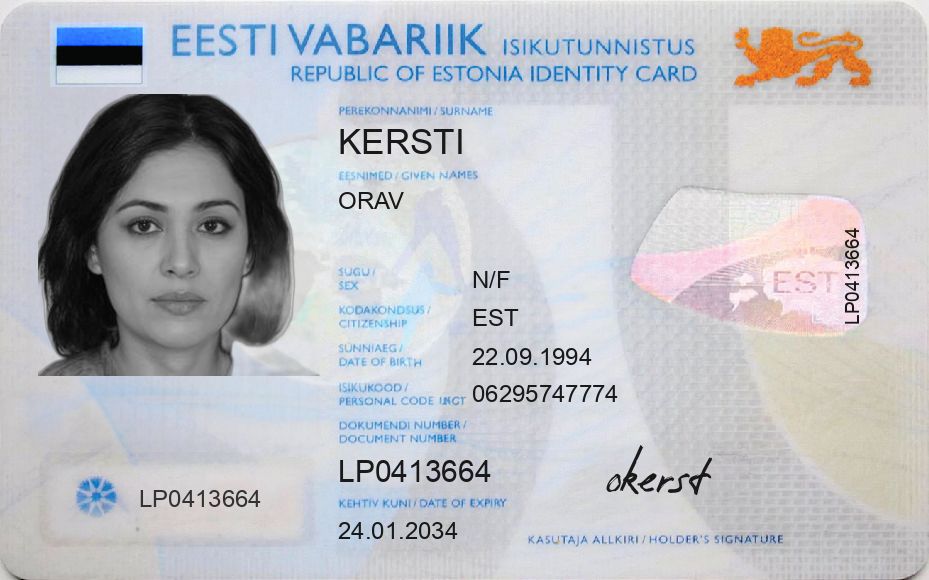 EESTI VABARIIK ISIKUTUNNISTUS
REPUBLIC OF ESTONIA IDENTITY CARD
PEREKONNANIMI / SURNAME
KERSTI
EESNIMED / GIVEN NAMES
ORAV
SUGU /
SEX
N/F
KODAKONDSUS /
CITIZENSHIP
EST
SÜNNIAEG /
DATE OF BIRTH
22.09.1994
ISIKUKOOD /
PERSONAL CODE
06295747774
DOKUMENDI NUMBER /
DOCUMENT NUMBER
LP0413664
KEHTIV KUNI / DATE OF EXPIRY
24.01.2034
LP0413664
EST
LP0413664
okerst
KASUTAJA ALLKIRI / HOLDER'S SIGNATURE